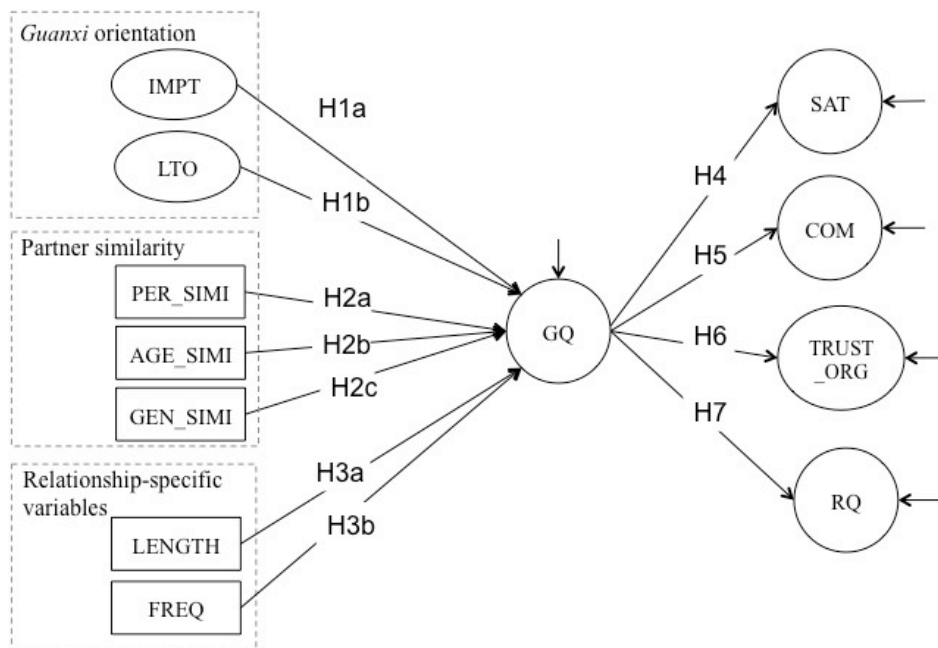 Guanxi orientation
IMPT
LTO
H1a
H1b
Partner similarity
PER_SIMI
AGE_SIMI
GEN_SIMI
H2a
H2b
H2c
Relationship-specific
variables
LENGTH
FREQ
H3a
H3b
GQ
H4
H5
H6
H7
SAT
COM
TRUST
_ORG
RQ